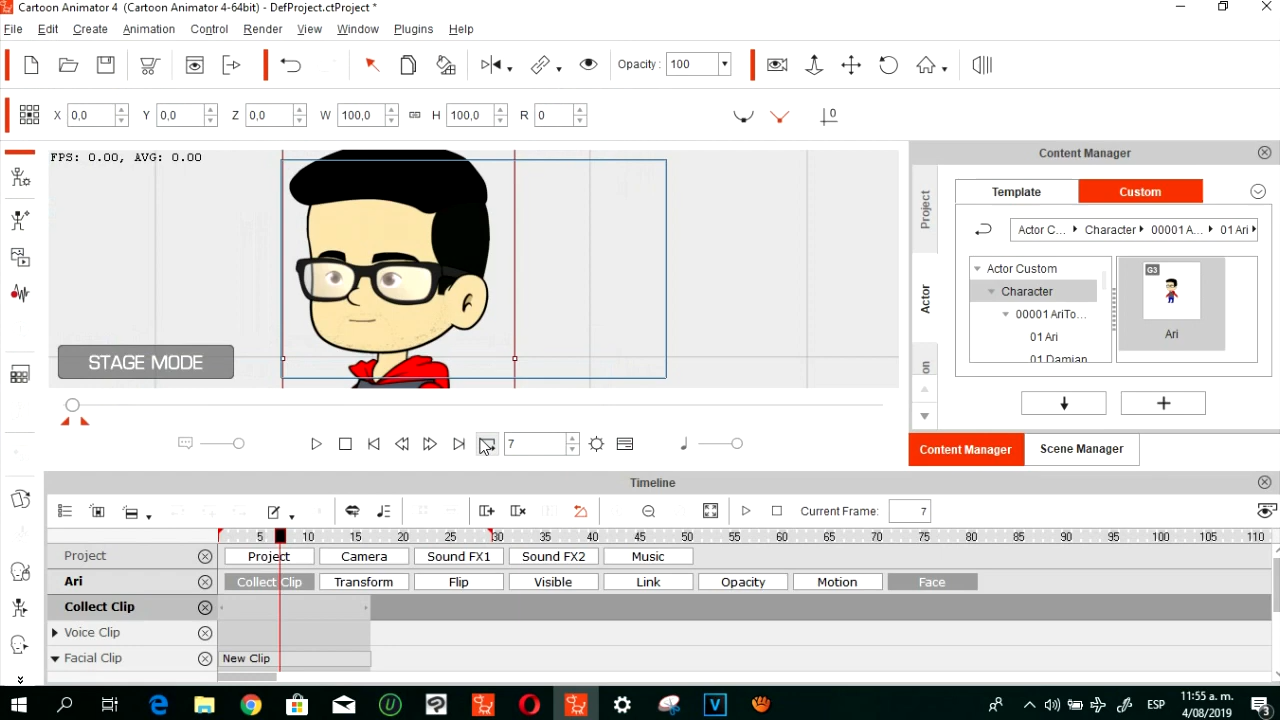 Cartoon Animator 4 (Cartoon Animator 4-64bit) - DefProject.ctProject *
File Edit Create Animation Control Render View Window Plugins Help
Opacity : 100
X 0,0 Y 0,0 Z 0,0 W 100,0 H 100,0 R 0 0
FPS: 0.00, AVG: 0.00
STAGE MODE
Content Manager
Template Custom
Project
Actor
Actor C... Character 00001 A... 01 Ari
Actor Custom
Character
00001 AriTo...
01 Ari
01 Damian
G3
Ari
7
Content Manager Scene Manager
Timeline
Current Frame: 7
5 10 15 20 25 30 35 40 45 50 55 60 65 70 75 80 85 90 95 100 105 110
Project Project Camera Sound FX1 Sound FX2 Music
Ari Collect Clip Transform Flip Visible Link Opacity Motion Face
Collect Clip
Voice Clip
Facial Clip New Clip
ESP
11:55 a. m.
4/08/2019
3